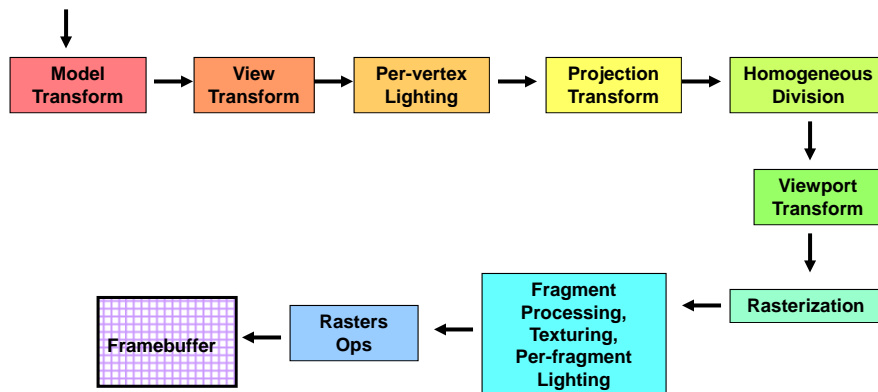 Model
Transform
View
Transform
Per-vertex
Lighting
Projection
Transform
Homogeneous
Division
Viewport
Transform
Rasterization
Fragment
Processing,
Texturing,
Per-fragment
Lighting
Rasters
Ops
Framebuffer